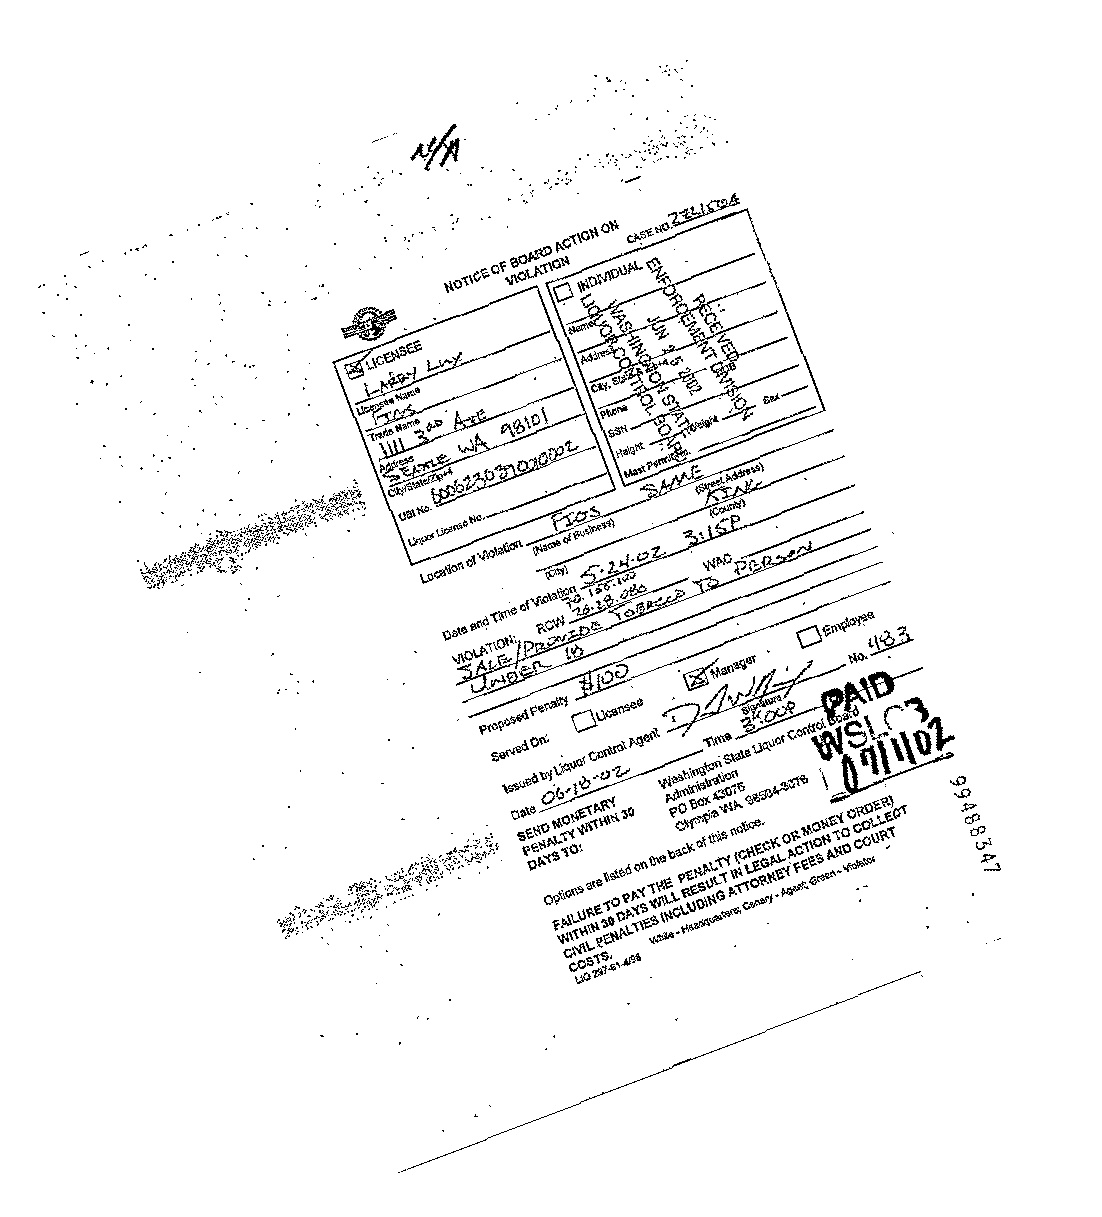 N/A
NOTICE OF BOARD ACTION ON
VIOLATION
CASE NO. 2ZL1520A
LICENSEE
LARRY LUY
Licensee Name
FIOS
Trade Name
1111 3RD AVE
Address
SEATTLE WA 98101
City/State/Zip+4
UBI No. 600623037070002
Liquor License No.
INDIVIDUAL
Name
Address
City, State
Phone
SSN
Height Weight Sex
Mast Permit No.
RECEIVED
ENFORCEMENT DIVISION
JUN 25 2002
WASHINGTON STATE
LIQUOR CONTROL BOARD
Location of Violation FIOS SAME
(Name of Business) (Street Address)
KING
(City) (County)
Date and Time of Violation 5-24-02 3:15P
70.155.100
VIOLATION: RCW 26.28.080 WAC
SALE/PROVIDE TOBACCO TO PERSON
UNDER 18
Proposed Penalty $100
Served On: Licensee Manager Employee
Issued by Liquor Control Agent No. 483
Signature
Date 06-18-02 Time 3:00P
SEND MONETARY
PENALTY WITHIN 30
DAYS TO:
Washington State Liquor Control Board
Administration
PO Box 43076
Olympia WA 98504-3076
PAID
WSLCB
07/11/02
Options are listed on the back of this notice.
FAILURE TO PAY THE PENALTY (CHECK OR MONEY ORDER)
WITHIN 30 DAYS WILL RESULT IN LEGAL ACTION TO COLLECT
CIVIL PENALTIES INCLUDING ATTORNEY FEES AND COURT
COSTS.
White - Headquarters; Canary - Agent; Green - Violator
LIQ 297-61-4/98
99488347